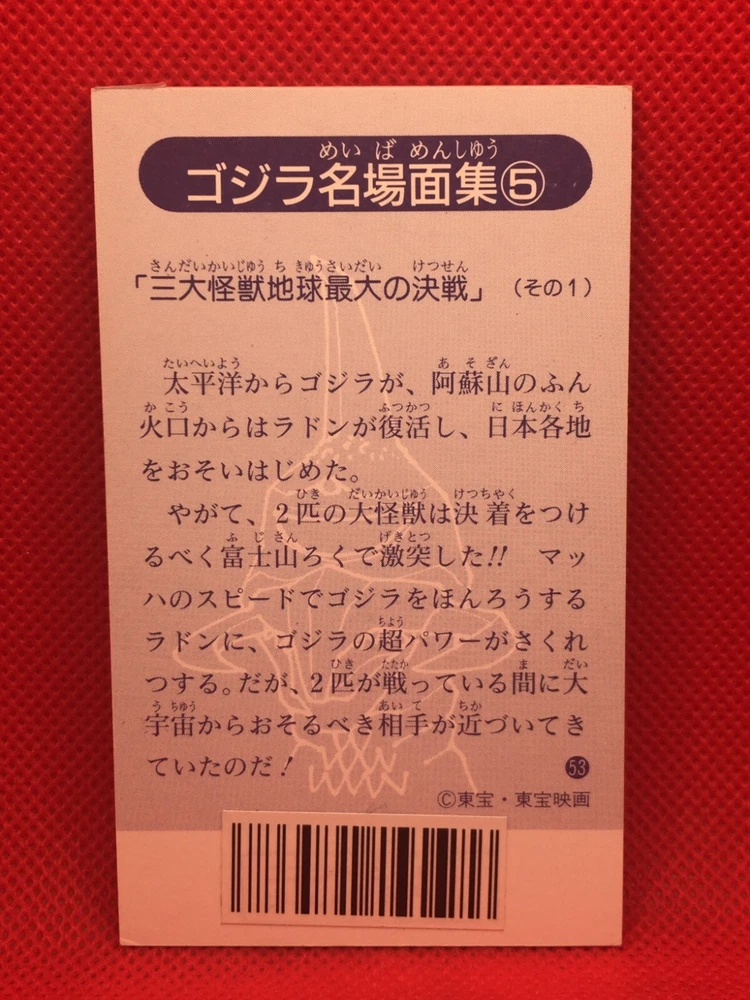 めいばめんしゅう
ゴジラ名場面集⑤
さんだいかいじゅうちきゅうさいだい けつせん
「三大怪獣地球最大の決戦」（その1）
たいへいよう あそざん
太平洋からゴジラが、阿蘇山のふん
かこう ふつかつ にほんかくち
火口からはラドンが復活し、日本各地
をおそいはじめた。
ひき だいかいじゅう けつちゃく
やがて、2匹の大怪獣は決着をつけ
ふじさん げきとつ
るべく富士山ろくで激突した!! マッ
ハのスピードでゴジラをほんろうする
ちよう
ラドンに、ゴジラの超パワーがさくれ
ひき たたか ま だい
つする。だが、2匹が戦っている間に大
うちゆう あいて ちか
宇宙からおそるべき相手が近づいてき
ていたのだ!
53
©東宝・東宝映画